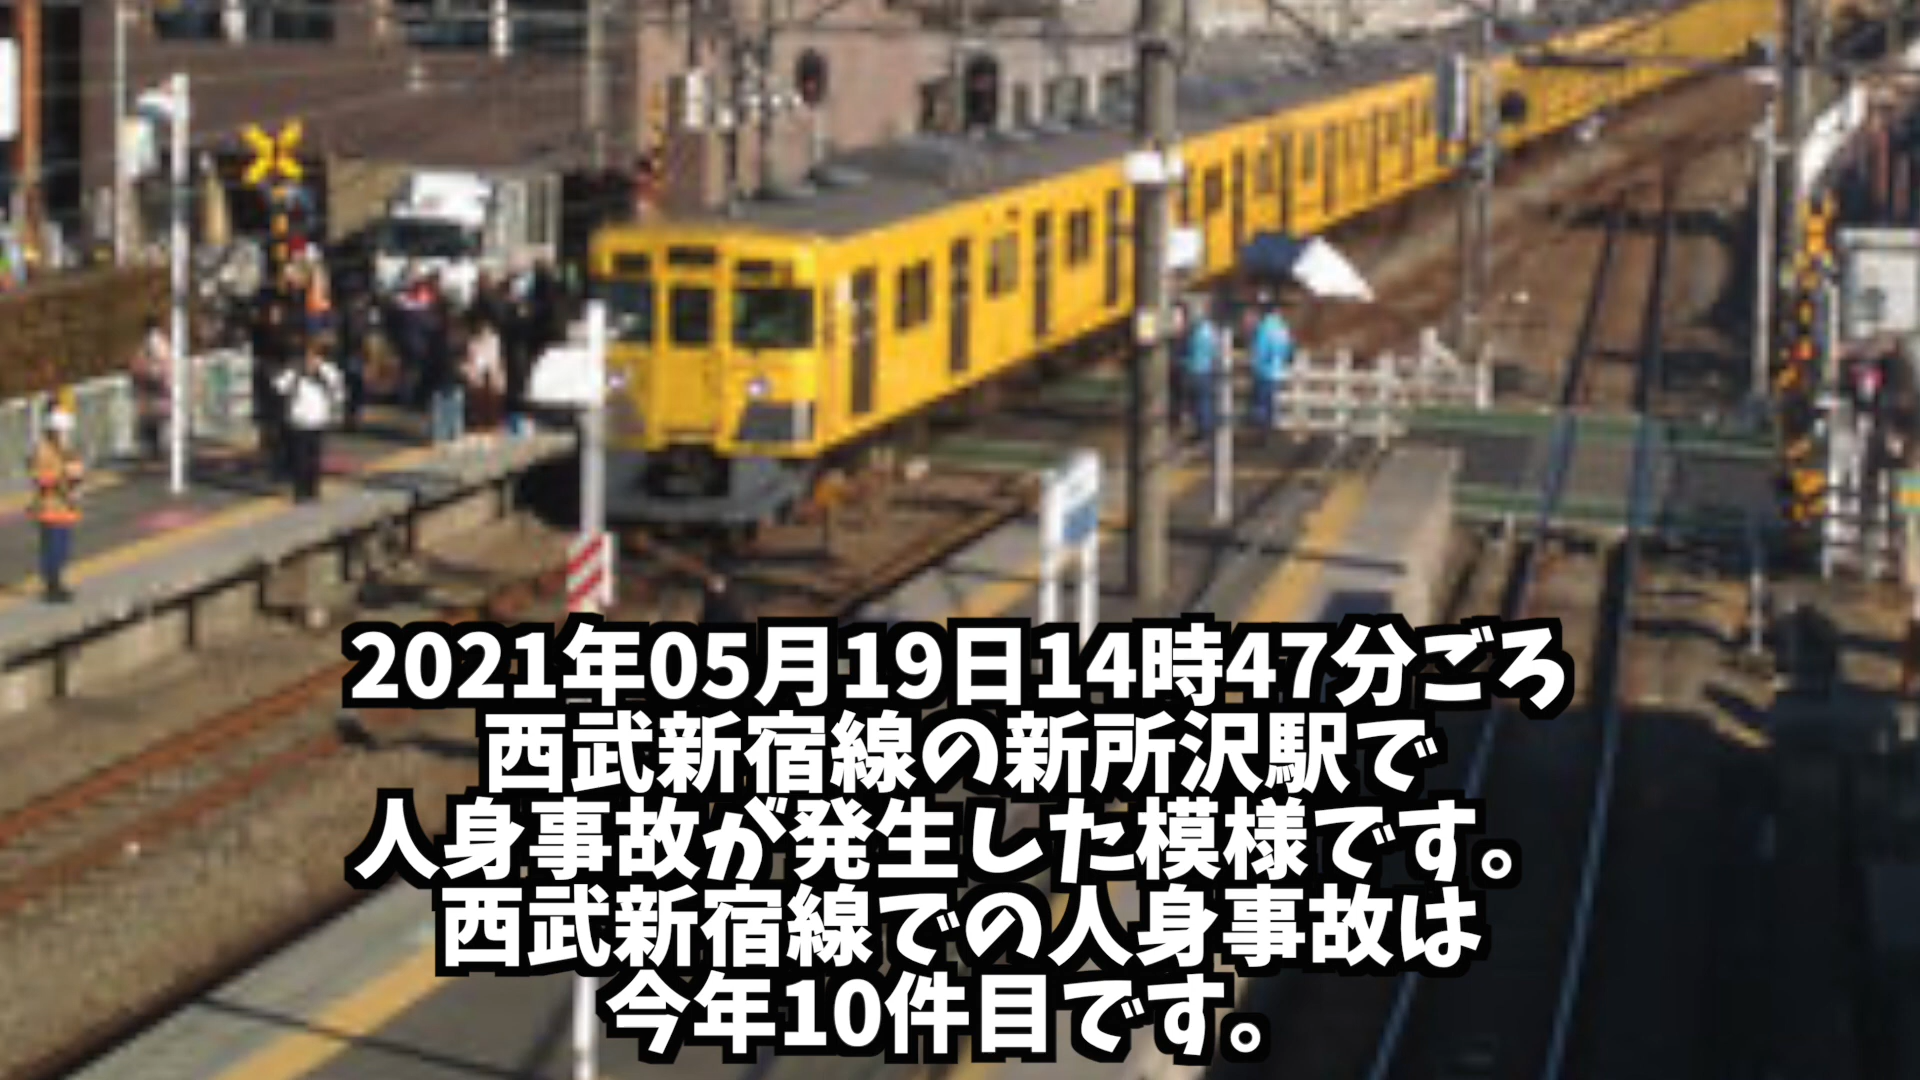 2021年05月19日14時47分ごろ
西武新宿線の新所沢駅で
人身事故が発生した模様です。
西武新宿線での人身事故は
今年10件目です。